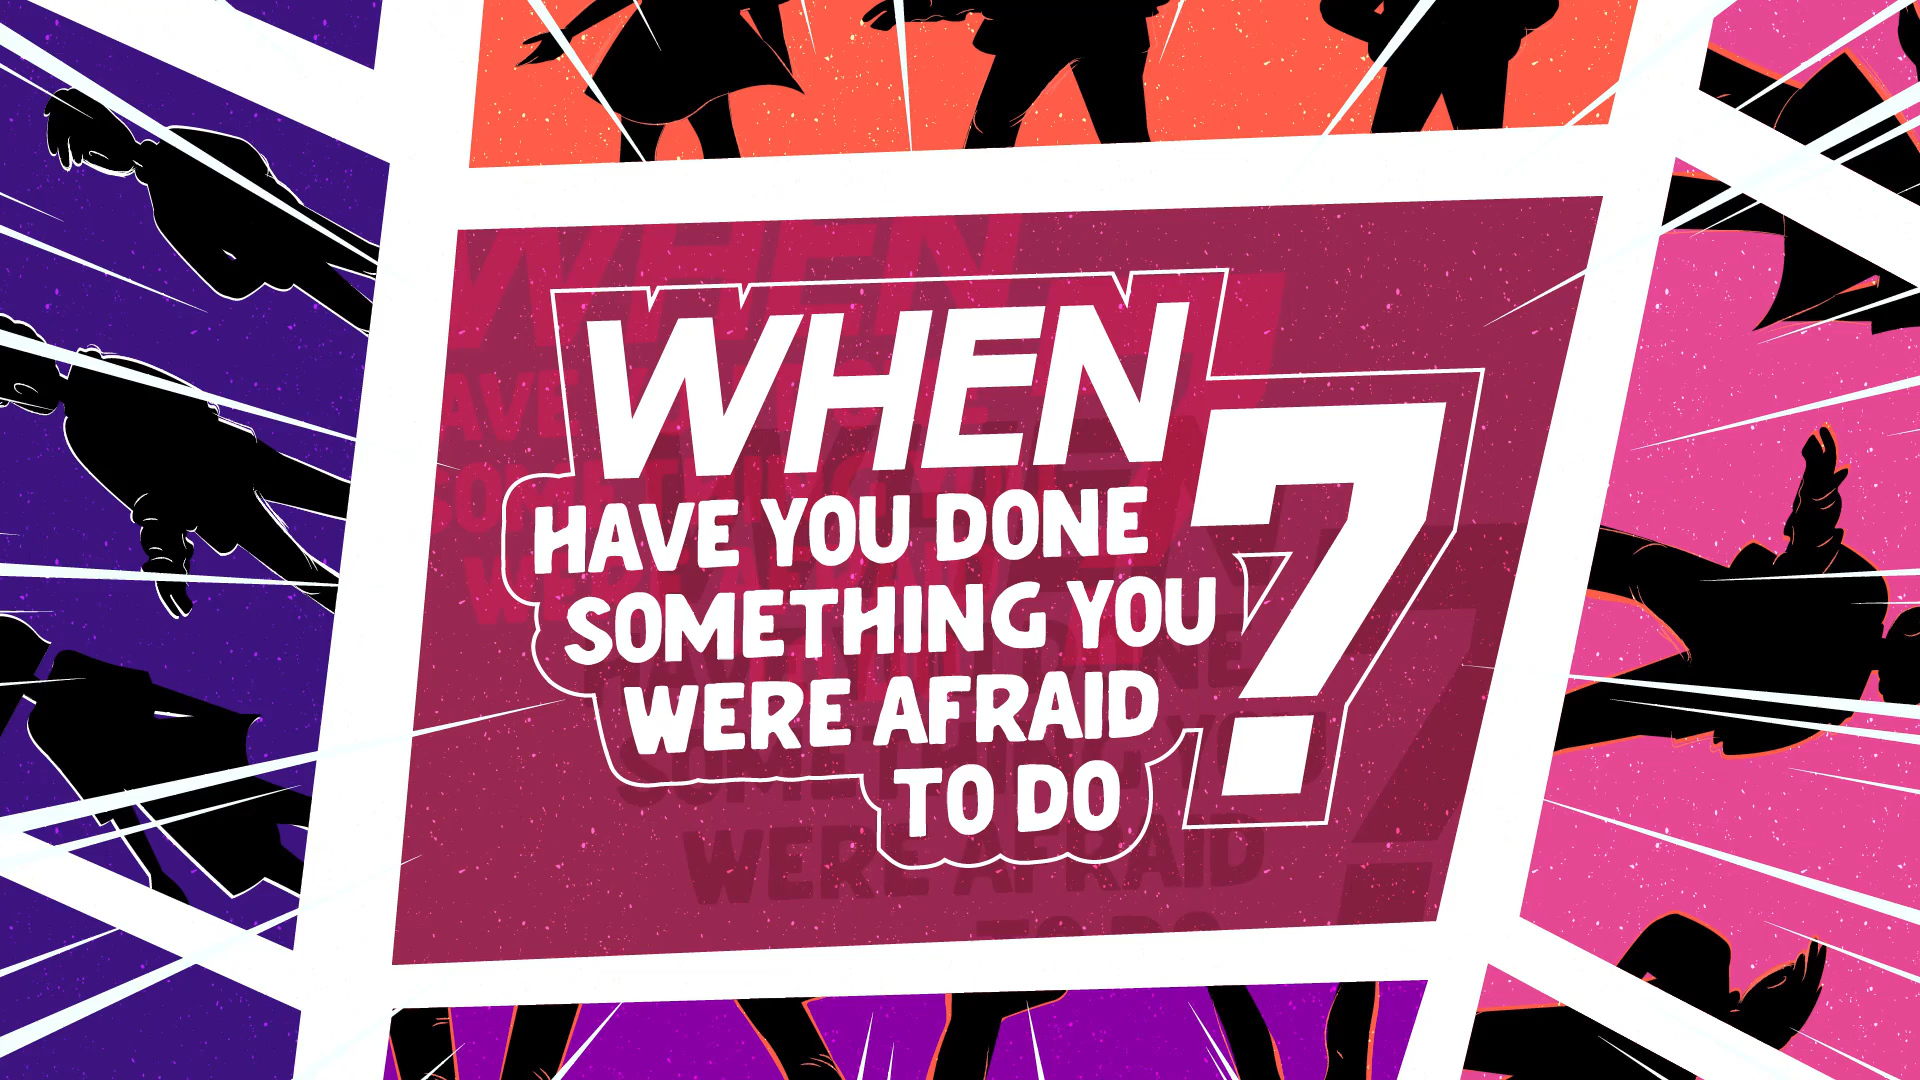 WHEN
HAVE YOU DONE
SOMETHING YOU
WERE AFRAID
TO DO
?